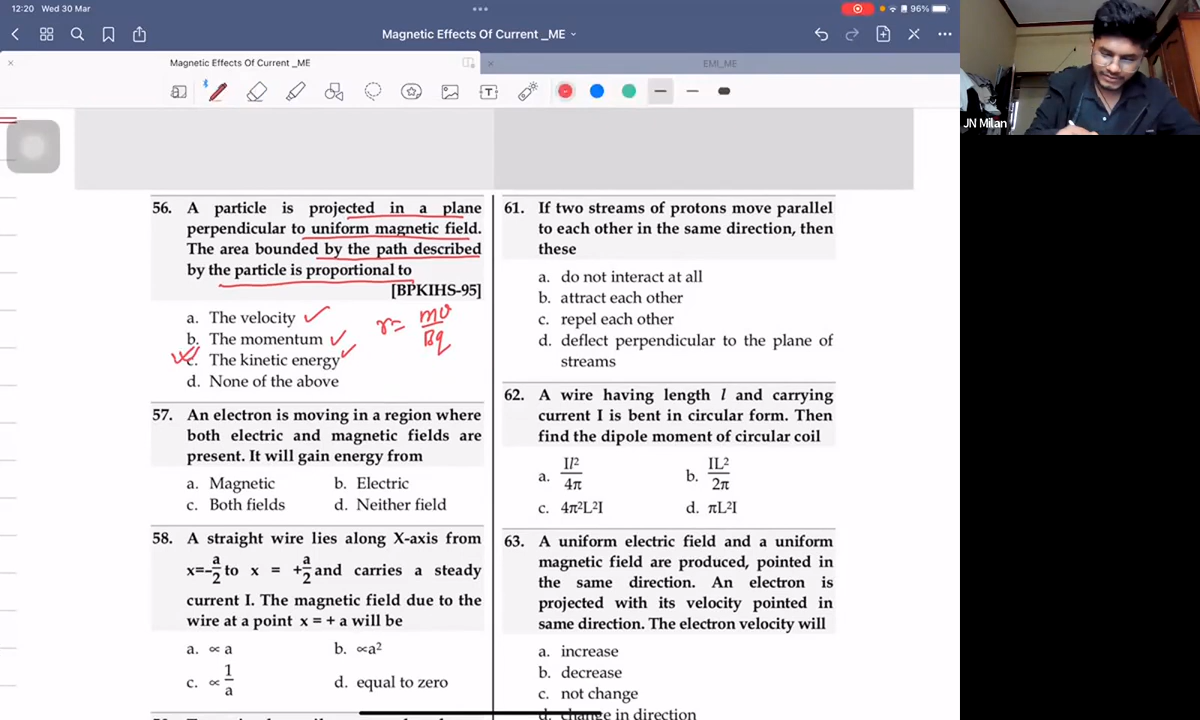 12:20 Wed 30 Mar
96%
Magnetic Effects Of Current _ME
Magnetic Effects Of Current _ME
EMI_ME
JN Milan
56. A particle is projected in a plane
perpendicular to uniform magnetic field.
The area bounded by the path described
by the particle is proportional to
[BPKIHS-95]
a. The velocity
b. The momentum
c. The kinetic energy
d. None of the above
r = mv/Bq
57. An electron is moving in a region where
both electric and magnetic fields are
present. It will gain energy from
a. Magnetic b. Electric
c. Both fields d. Neither field
58. A straight wire lies along X-axis from
x=-a/2 to x = +a/2 and carries a steady
current I. The magnetic field due to the
wire at a point x = + a will be
a. ∝ a b. ∝a²
c. ∝ 1/a d. equal to zero
61. If two streams of protons move parallel
to each other in the same direction, then
these
a. do not interact at all
b. attract each other
c. repel each other
d. deflect perpendicular to the plane of
streams
62. A wire having length l and carrying
current I is bent in circular form. Then
find the dipole moment of circular coil
a. Il²/4π b. IL²/2π
c. 4π²L²I d. πL²I
63. A uniform electric field and a uniform
magnetic field are produced, pointed in
the same direction. An electron is
projected with its velocity pointed in
same direction. The electron velocity will
a. increase
b. decrease
c. not change
d. change in direction